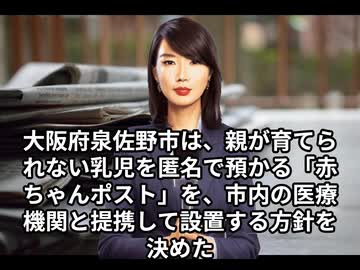 大阪府泉佐野市は、親が育てら
れない乳児を匿名で預かる「赤
ちゃんポスト」を、市内の医療
機関と提携して設置する方針を
決めた